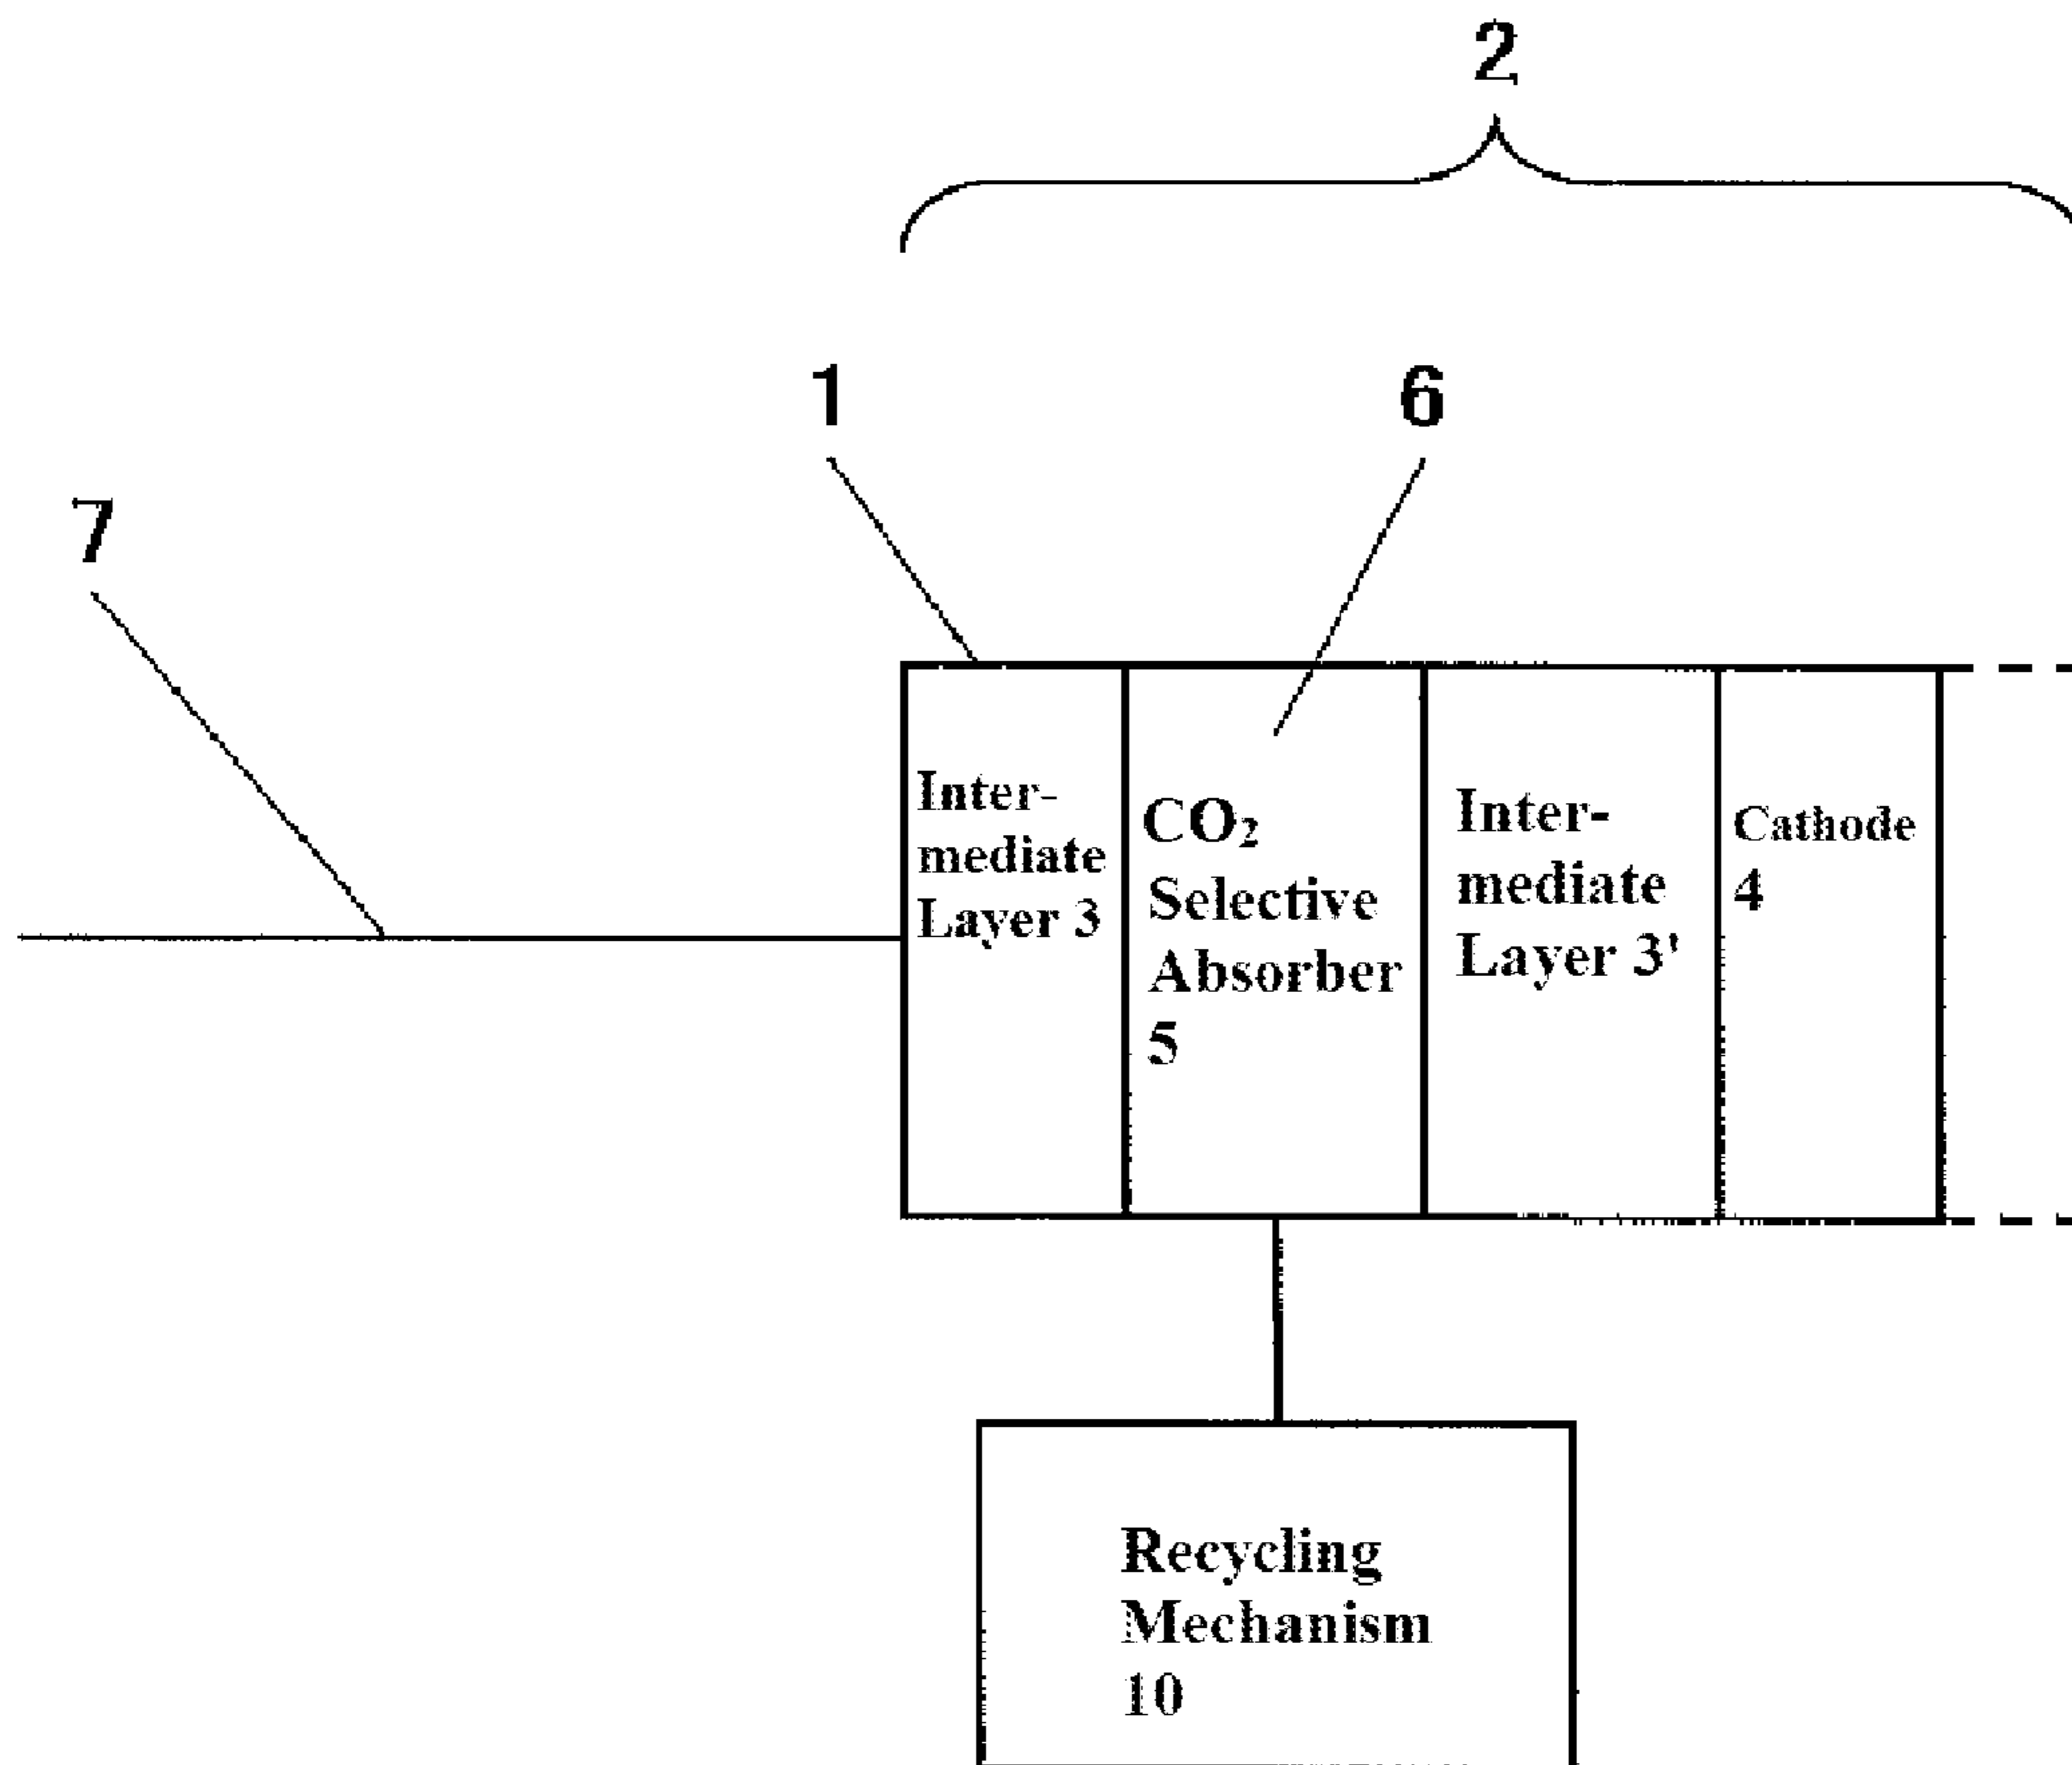 2
1
6
7
Inter-
mediate
Layer 3
CO₂
Selective
Absorber
5
Inter-
mediate
Layer 3'
Cathode
4
Recycling
Mechanism
10